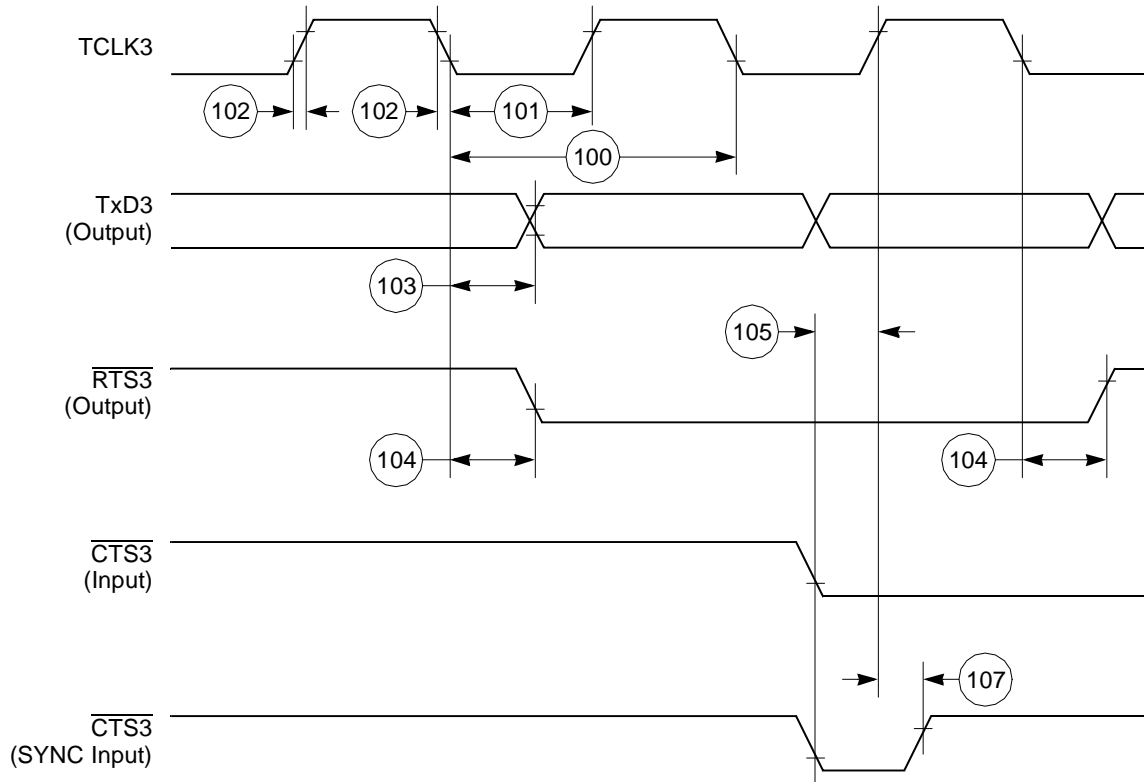 TCLK3
102
102
101
100
TxD3
(Output)
103
105
RTS3
(Output)
104
104
CTS3
(Input)
107
CTS3
(SYNC Input)